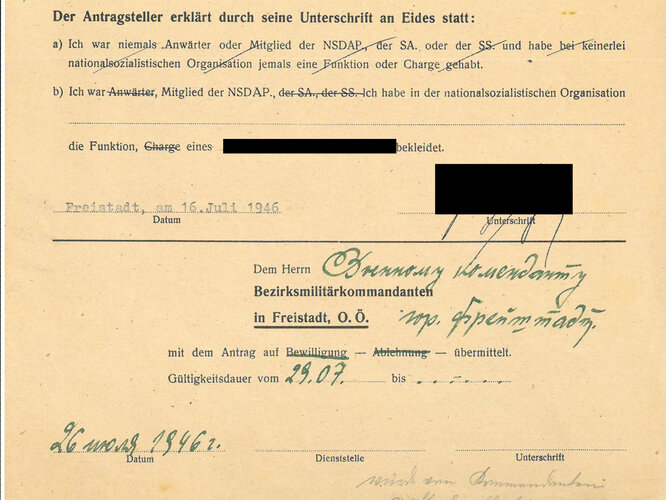 Der Antragsteller erklärt durch seine Unterschrift an Eides statt:
a) Ich war niemals Anwärter oder Mitglied der NSDAP., der SA. oder der SS. und habe bei keinerlei
nationalsozialistischen Organisation jemals eine Funktion oder Charge gehabt.
b) Ich war Anwärter, Mitglied der NSDAP., der SA., der SS. Ich habe in der nationalsozialistischen Organisation
die Funktion, Charge eines bekleidet.
Freistadt, am 16.Juli 1946
Datum Unterschrift
Dem Herrn Военному коменданту
Bezirksmilitärkommandanten
in Freistadt, O. Ö. гор. Фрейштадт.
mit dem Antrag auf Bewilligung — Ablehnung — übermittelt.
Gültigkeitsdauer vom 29.07. bis
26 июля 1946 г.
Datum Dienststelle Unterschrift